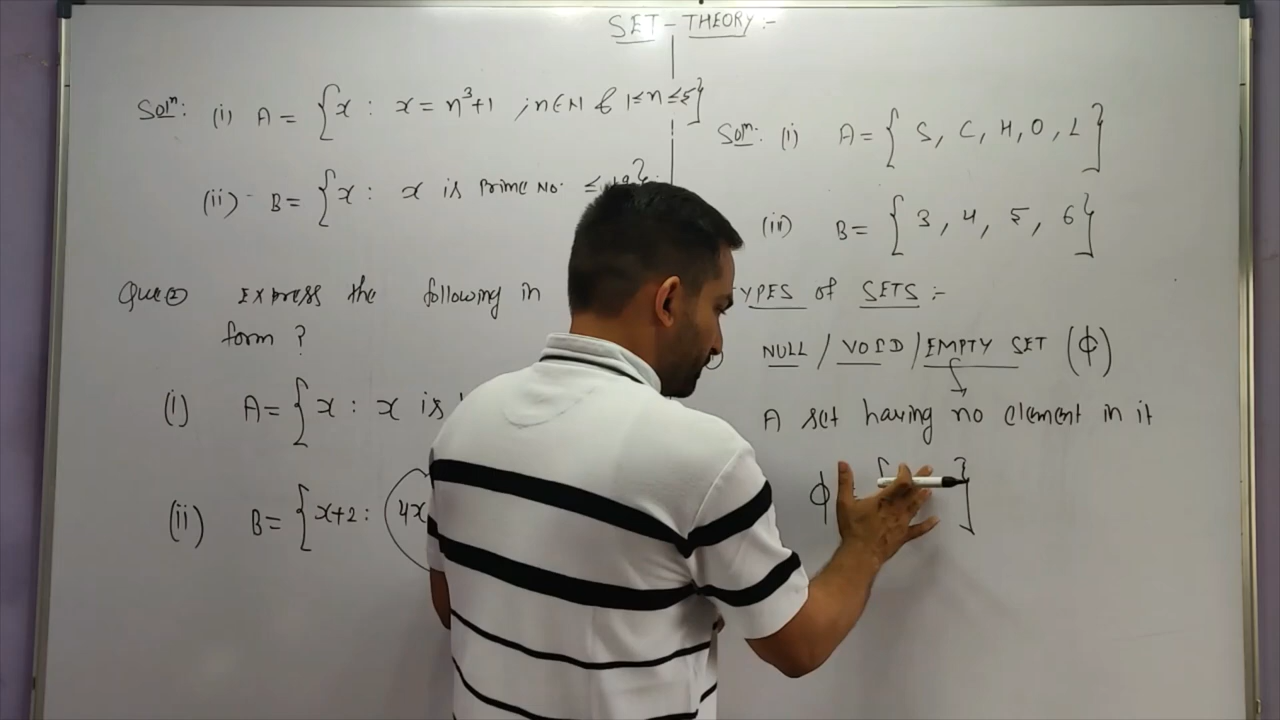 SET - THEORY :-
Solⁿ: (i) A = {x : x = n³+1 ; n∈N & 1≤n≤5}
(ii) B = {x : x is Prime No. ≤
Que② Express the following in
form ?
(i) A = {x : x is
(ii) B = {x+2 : (4x
Solⁿ: (i) A = { S, C, H, O, L }
(ii) B = { 3, 4, 5, 6 }
YPES of SETS :-
NULL / VOID / EMPTY SET (ϕ)
A set having no element in it
ϕ { }